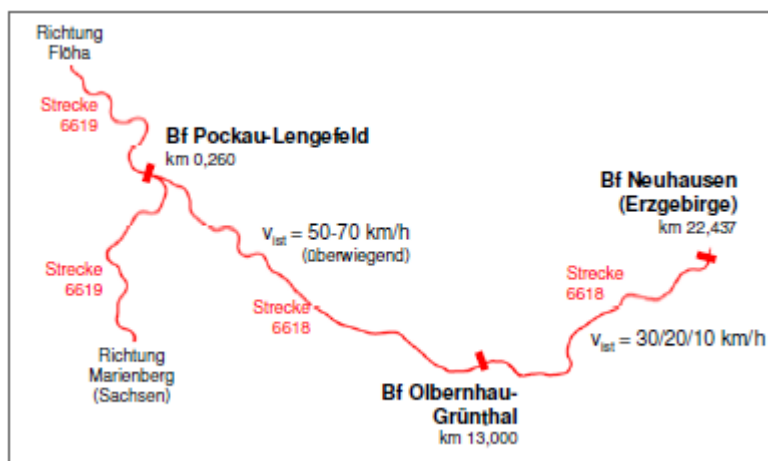 Richtung
Flöha
Strecke
6619
Bf Pockau-Lengefeld
km 0,260
Bf Neuhausen
(Erzgebirge)
km 22,437
v_ist = 50-70 km/h
(überwiegend)
Strecke
6619
Strecke
6618
Strecke
6618
v_ist = 30/20/10 km/h
Richtung
Marienberg
(Sachsen)
Bf Olbernhau-
Grünthal
km 13,000